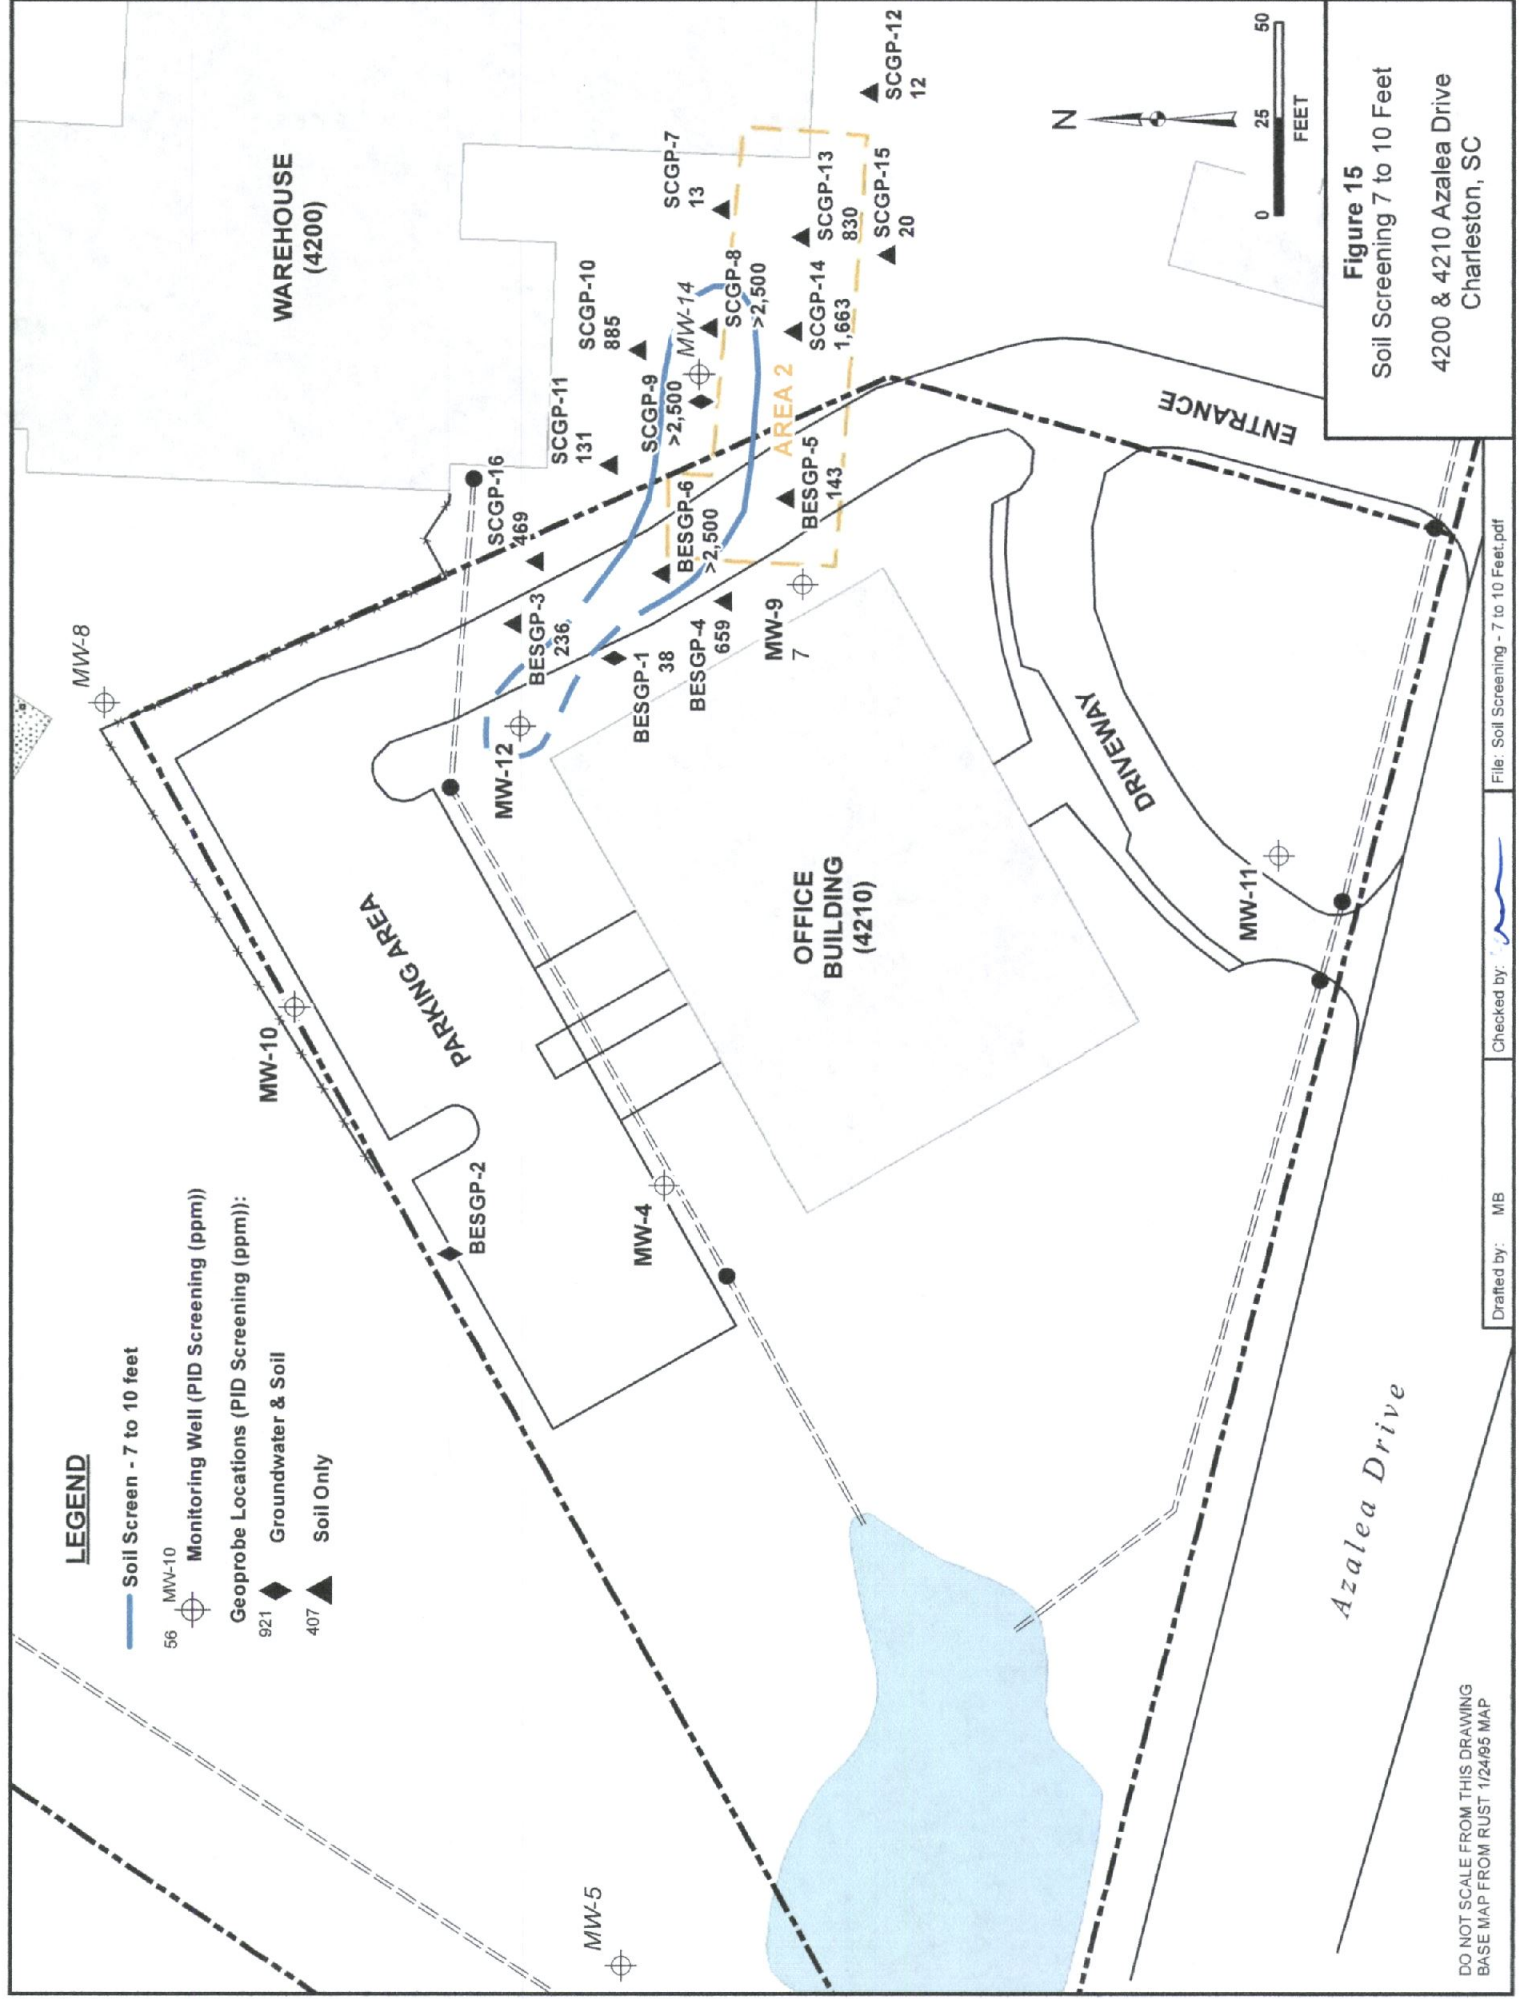 LEGEND
Soil Screen - 7 to 10 feet
56
MW-10
Monitoring Well (PID Screening (ppm))
Geoprobe Locations (PID Screening (ppm)):
921
Groundwater & Soil
407
Soil Only
MW-8
WAREHOUSE
(4200)
MW-10
PARKING AREA
BESGP-2
MW-4
MW-5
SCGP-16
469
SCGP-11
131
SCGP-10
885
SCGP-7
13
SCGP-12
12
SCGP-9
>2,500
MW-14
SCGP-8
>2,500
SCGP-13
830
SCGP-15
20
SCGP-14
1,663
AREA 2
BESGP-3
236
BESGP-6
>2,500
BESGP-5
143
MW-12
BESGP-1
38
BESGP-4
659
MW-9
7
OFFICE
BUILDING
(4210)
DRIVEWAY
ENTRANCE
MW-11
Azalea Drive
N
0
25
50
FEET
Figure 15
Soil Screening 7 to 10 Feet
4200 & 4210 Azalea Drive
Charleston, SC
DO NOT SCALE FROM THIS DRAWING
BASE MAP FROM RUST 1/24/95 MAP
Drafted by: MB
Checked by:
File: Soil Screening - 7 to 10 Feet.pdf